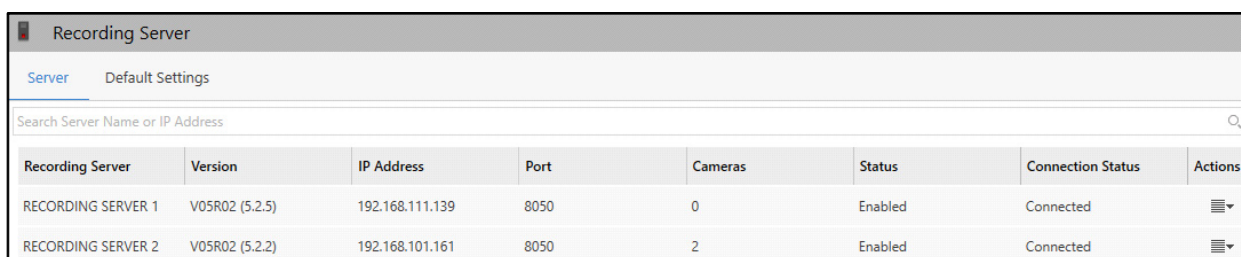 Recording Server
Server Default Settings
Search Server Name or IP Address
Recording Server Version IP Address Port Cameras Status Connection Status Actions
RECORDING SERVER 1 V05R02 (5.2.5) 192.168.111.139 8050 0 Enabled Connected
RECORDING SERVER 2 V05R02 (5.2.2) 192.168.101.161 8050 2 Enabled Connected